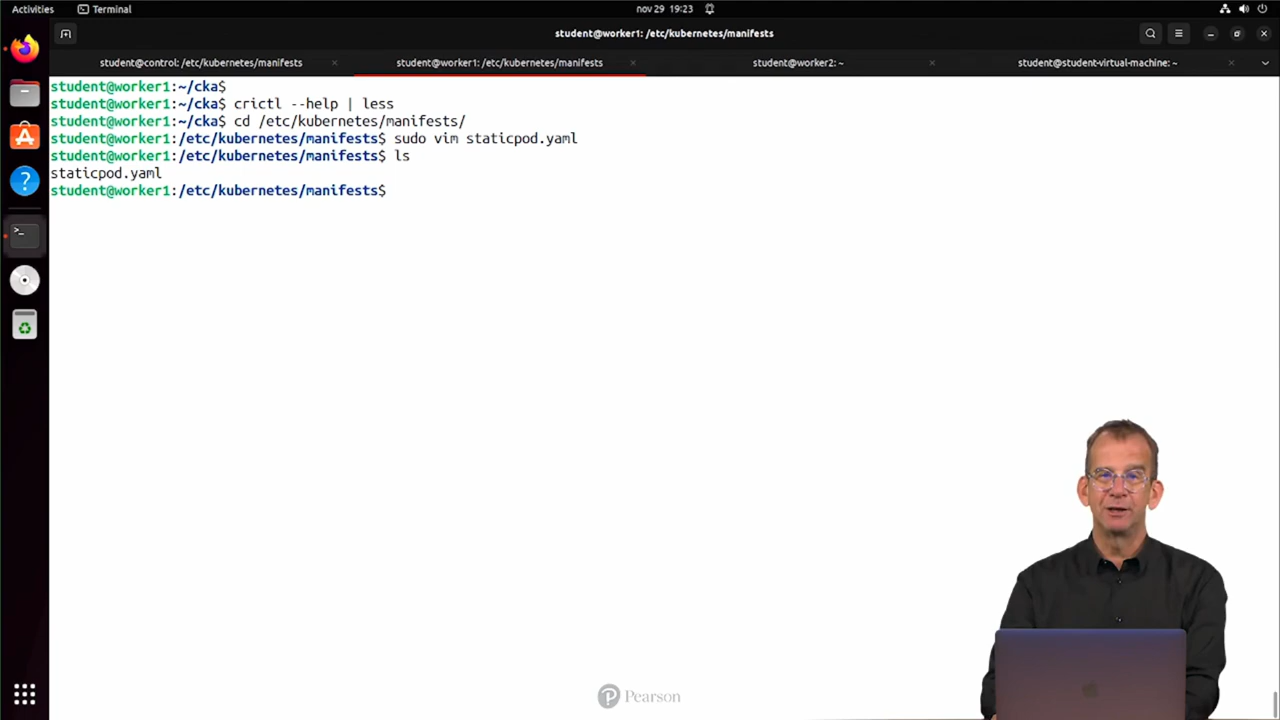 Activities
Terminal
nov 29 19:23
student@worker1: /etc/kubernetes/manifests
student@control: /etc/kubernetes/manifests
student@worker1: /etc/kubernetes/manifests
student@worker2: ~
student@student-virtual-machine: ~
student@worker1:~/cka$
student@worker1:~/cka$ crictl --help | less
student@worker1:~/cka$ cd /etc/kubernetes/manifests/
student@worker1:/etc/kubernetes/manifests$ sudo vim staticpod.yaml
student@worker1:/etc/kubernetes/manifests$ ls
staticpod.yaml
student@worker1:/etc/kubernetes/manifests$
Pearson